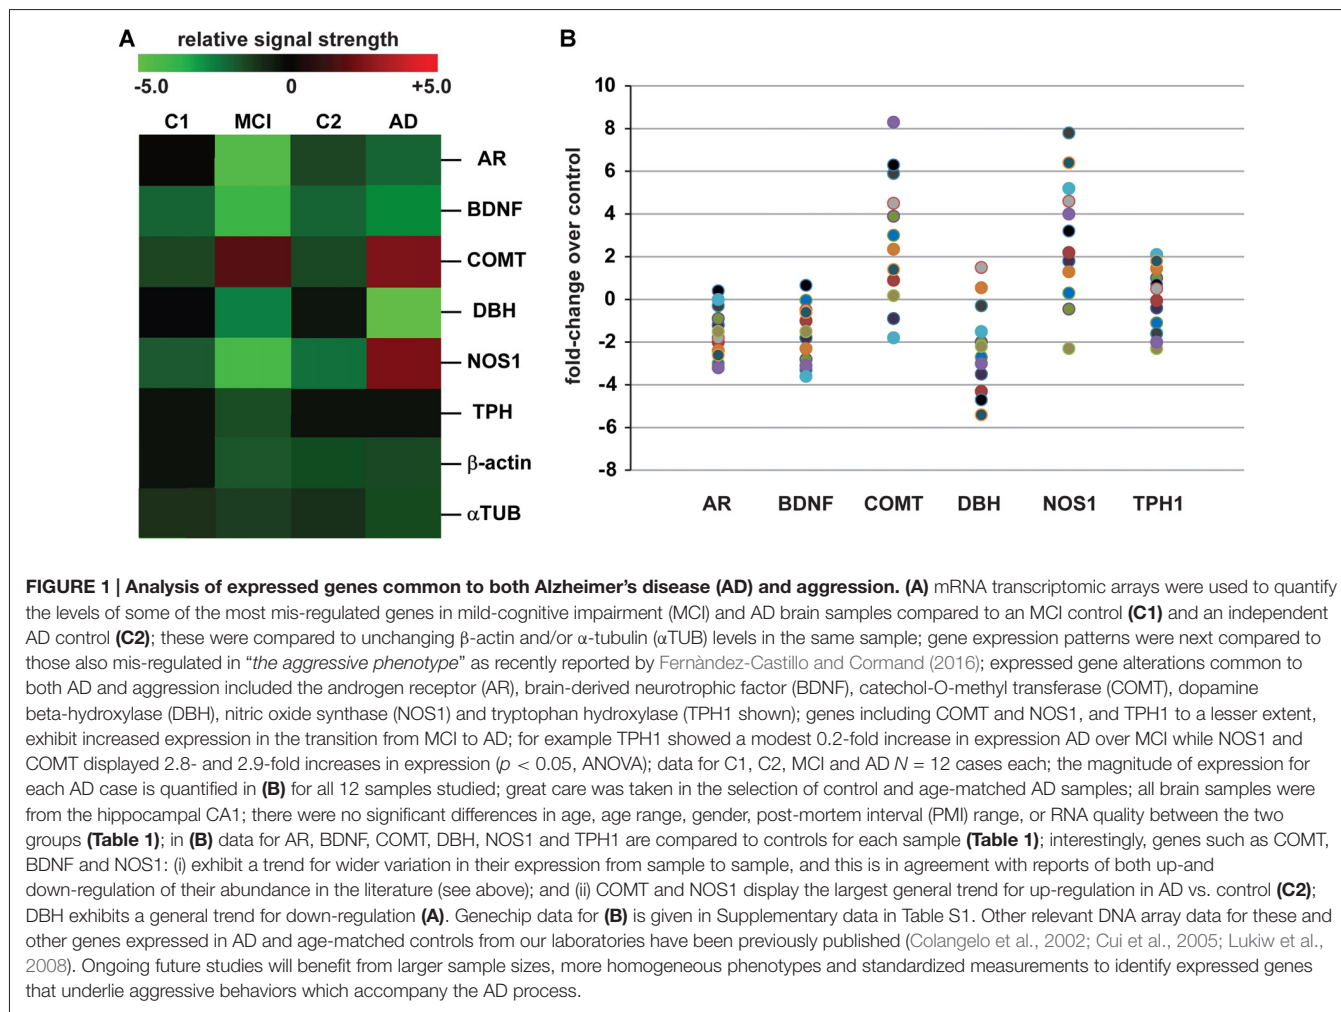 A
relative signal strength
-5.0 0 +5.0
C1 MCI C2 AD
AR
BDNF
COMT
DBH
NOS1
TPH
β-actin
αTUB
B
fold-change over control
10
8
6
4
2
0
-2
-4
-6
-8
AR BDNF COMT DBH NOS1 TPH1
FIGURE 1 | Analysis of expressed genes common to both Alzheimer's disease (AD) and aggression. (A) mRNA transcriptomic arrays were used to quantify
the levels of some of the most mis-regulated genes in mild-cognitive impairment (MCI) and AD brain samples compared to an MCI control (C1) and an independent
AD control (C2); these were compared to unchanging β-actin and/or α-tubulin (αTUB) levels in the same sample; gene expression patterns were next compared to
those also mis-regulated in "the aggressive phenotype" as recently reported by Fernàndez-Castillo and Cormand (2016); expressed gene alterations common to
both AD and aggression included the androgen receptor (AR), brain-derived neurotrophic factor (BDNF), catechol-O-methyl transferase (COMT), dopamine
beta-hydroxylase (DBH), nitric oxide synthase (NOS1) and tryptophan hydroxylase (TPH1 shown); genes including COMT and NOS1, and TPH1 to a lesser extent,
exhibit increased expression in the transition from MCI to AD; for example TPH1 showed a modest 0.2-fold increase in expression AD over MCI while NOS1 and
COMT displayed 2.8- and 2.9-fold increases in expression (p < 0.05, ANOVA); data for C1, C2, MCI and AD N = 12 cases each; the magnitude of expression for
each AD case is quantified in (B) for all 12 samples studied; great care was taken in the selection of control and age-matched AD samples; all brain samples were
from the hippocampal CA1; there were no significant differences in age, age range, gender, post-mortem interval (PMI) range, or RNA quality between the two
groups (Table 1); in (B) data for AR, BDNF, COMT, DBH, NOS1 and TPH1 are compared to controls for each sample (Table 1); interestingly, genes such as COMT,
BDNF and NOS1: (i) exhibit a trend for wider variation in their expression from sample to sample, and this is in agreement with reports of both up-and
down-regulation of their abundance in the literature (see above); and (ii) COMT and NOS1 display the largest general trend for up-regulation in AD vs. control (C2);
DBH exhibits a general trend for down-regulation (A). Genechip data for (B) is given in Supplementary data in Table S1. Other relevant DNA array data for these and
other genes expressed in AD and age-matched controls from our laboratories have been previously published (Colangelo et al., 2002; Cui et al., 2005; Lukiw et al.,
2008). Ongoing future studies will benefit from larger sample sizes, more homogeneous phenotypes and standardized measurements to identify expressed genes
that underlie aggressive behaviors which accompany the AD process.